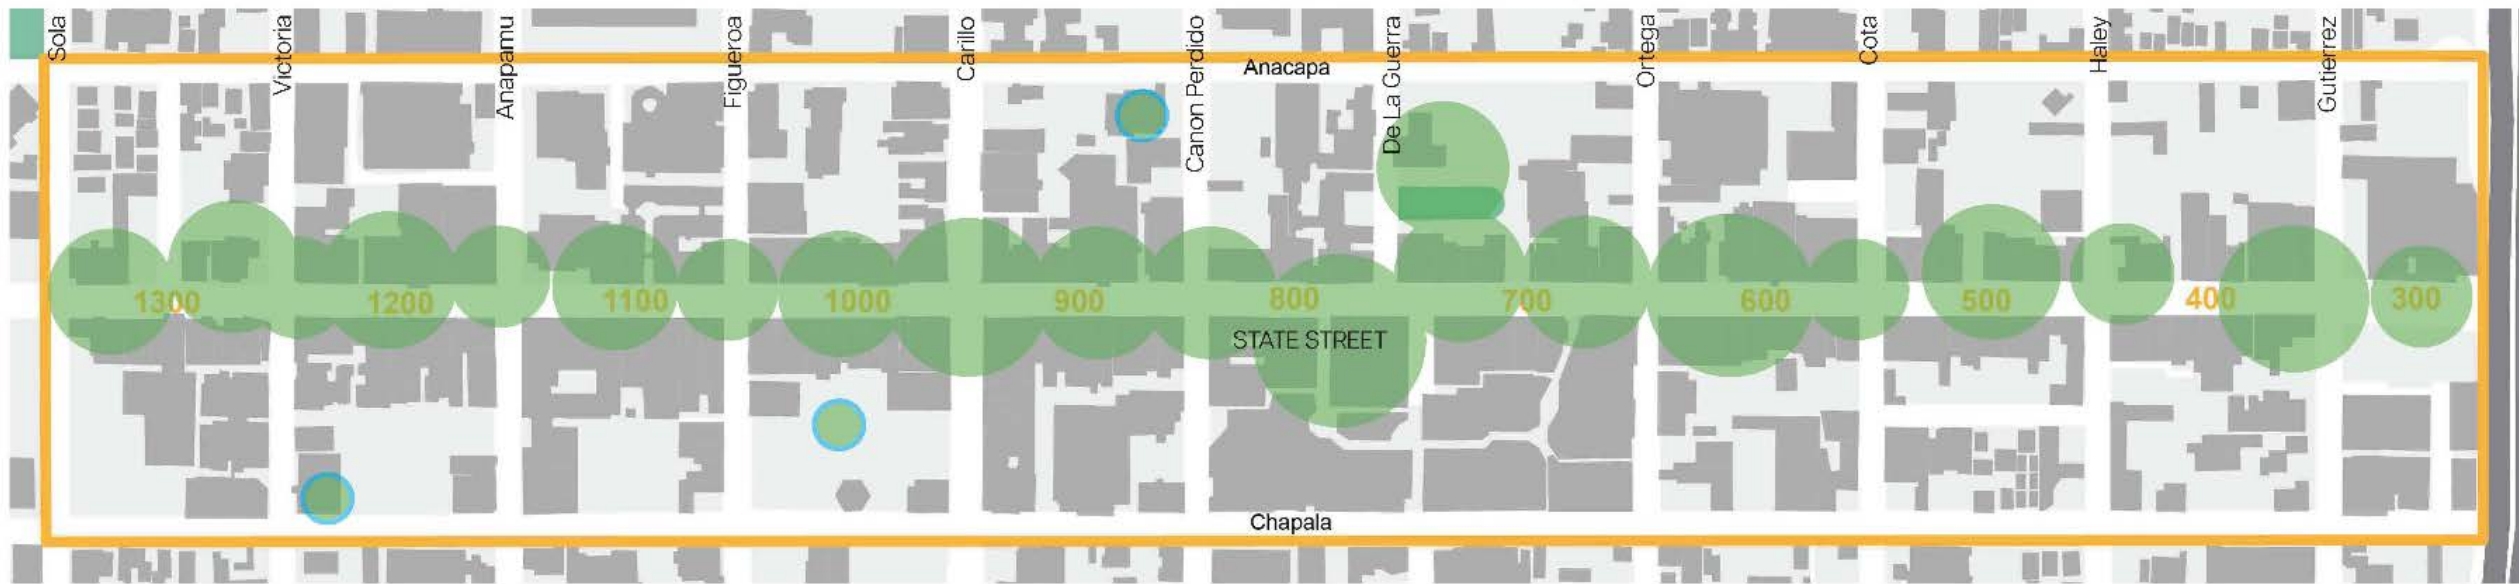 Sola
Victoria
Anapamu
Figueroa
Carillo
Canon Perdido
De La Guerra
Ortega
Cota
Haley
Gutierrez
Anacapa
1300
1200
1100
1000
900
800
700
600
500
400
300
STATE STREET
Chapala